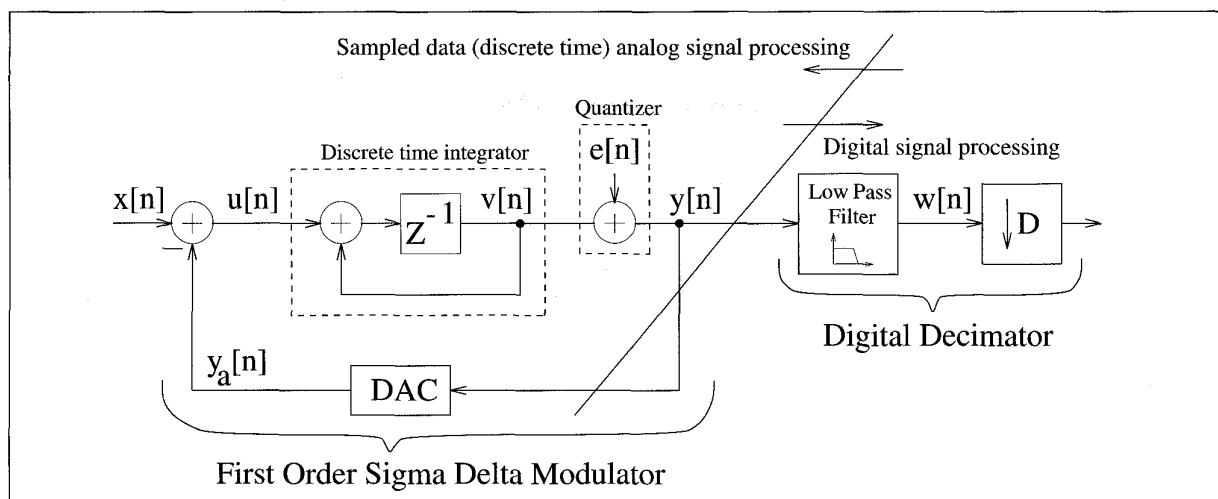 Sampled data (discrete time) analog signal processing
Quantizer
Digital signal processing
Discrete time integrator
e[n]
x[n]
u[n]
v[n]
y[n]
Low Pass
Filter
w[n]
+
+
Z⁻¹
+
↓ D
−
Digital Decimator
yₐ[n]
DAC
First Order Sigma Delta Modulator